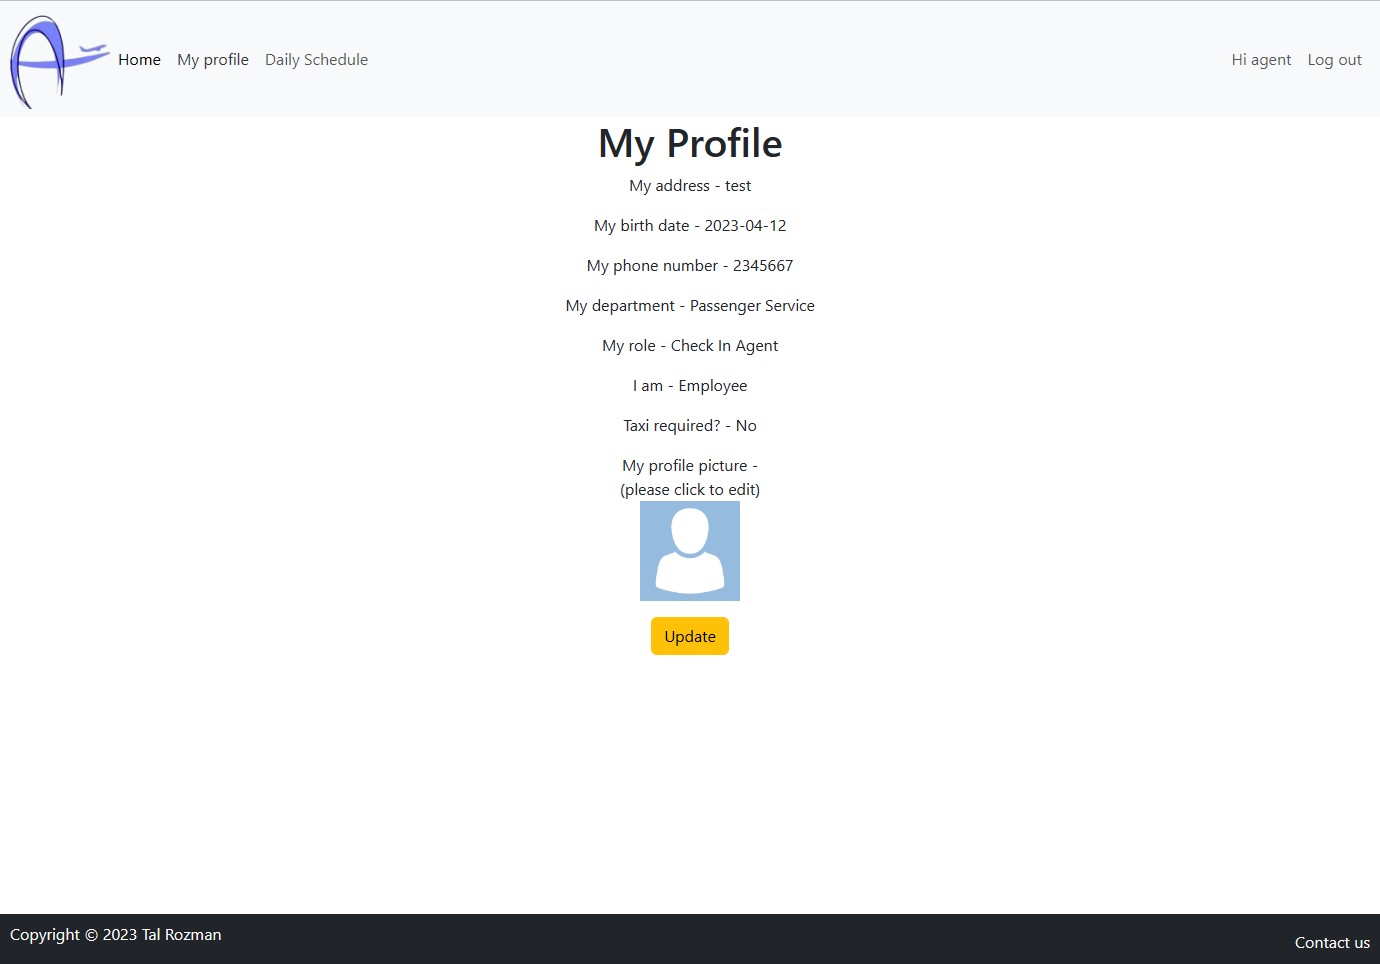 Home My profile Daily Schedule Hi agent Log out
My Profile
My address - test
My birth date - 2023-04-12
My phone number - 2345667
My department - Passenger Service
My role - Check In Agent
I am - Employee
Taxi required? - No
My profile picture -
(please click to edit)
Update
Copyright © 2023 Tal Rozman
Contact us